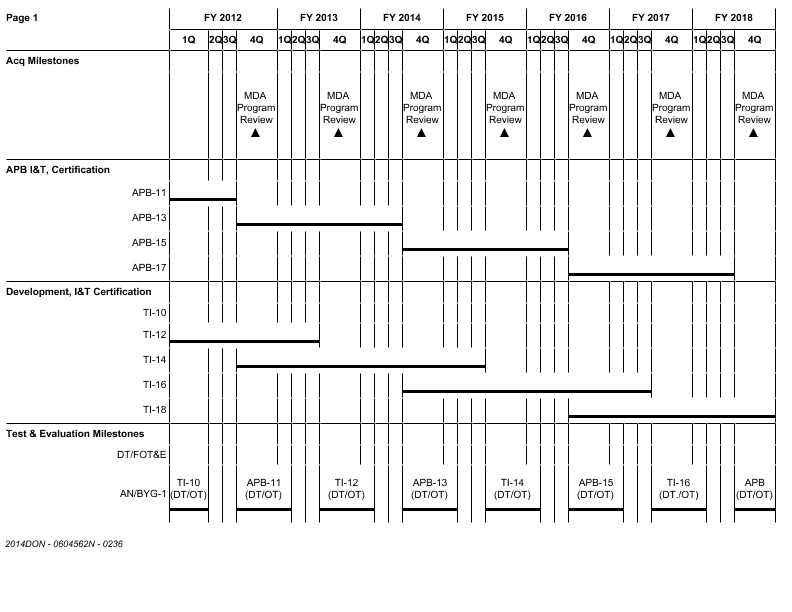 Page 1
FY 2012 FY 2013 FY 2014 FY 2015 FY 2016 FY 2017 FY 2018
1Q 2Q 3Q 4Q 1Q 2Q 3Q 4Q 1Q 2Q 3Q 4Q 1Q 2Q 3Q 4Q 1Q 2Q 3Q 4Q 1Q 2Q 3Q 4Q 1Q 2Q 3Q 4Q
Acq Milestones
MDA MDA MDA MDA MDA MDA MDA
Program Program Program Program Program Program Program
Review Review Review Review Review Review Review
APB I&T, Certification
APB-11
APB-13
APB-15
APB-17
Development, I&T Certification
TI-10
TI-12
TI-14
TI-16
TI-18
Test & Evaluation Milestones
DT/FOT&E
TI-10 APB-11 TI-12 APB-13 TI-14 APB-15 TI-16 APB
AN/BYG-1 (DT/OT) (DT/OT) (DT/OT) (DT/OT) (DT/OT) (DT/OT) (DT./OT) (DT/OT)
2014DON - 0604562N - 0236